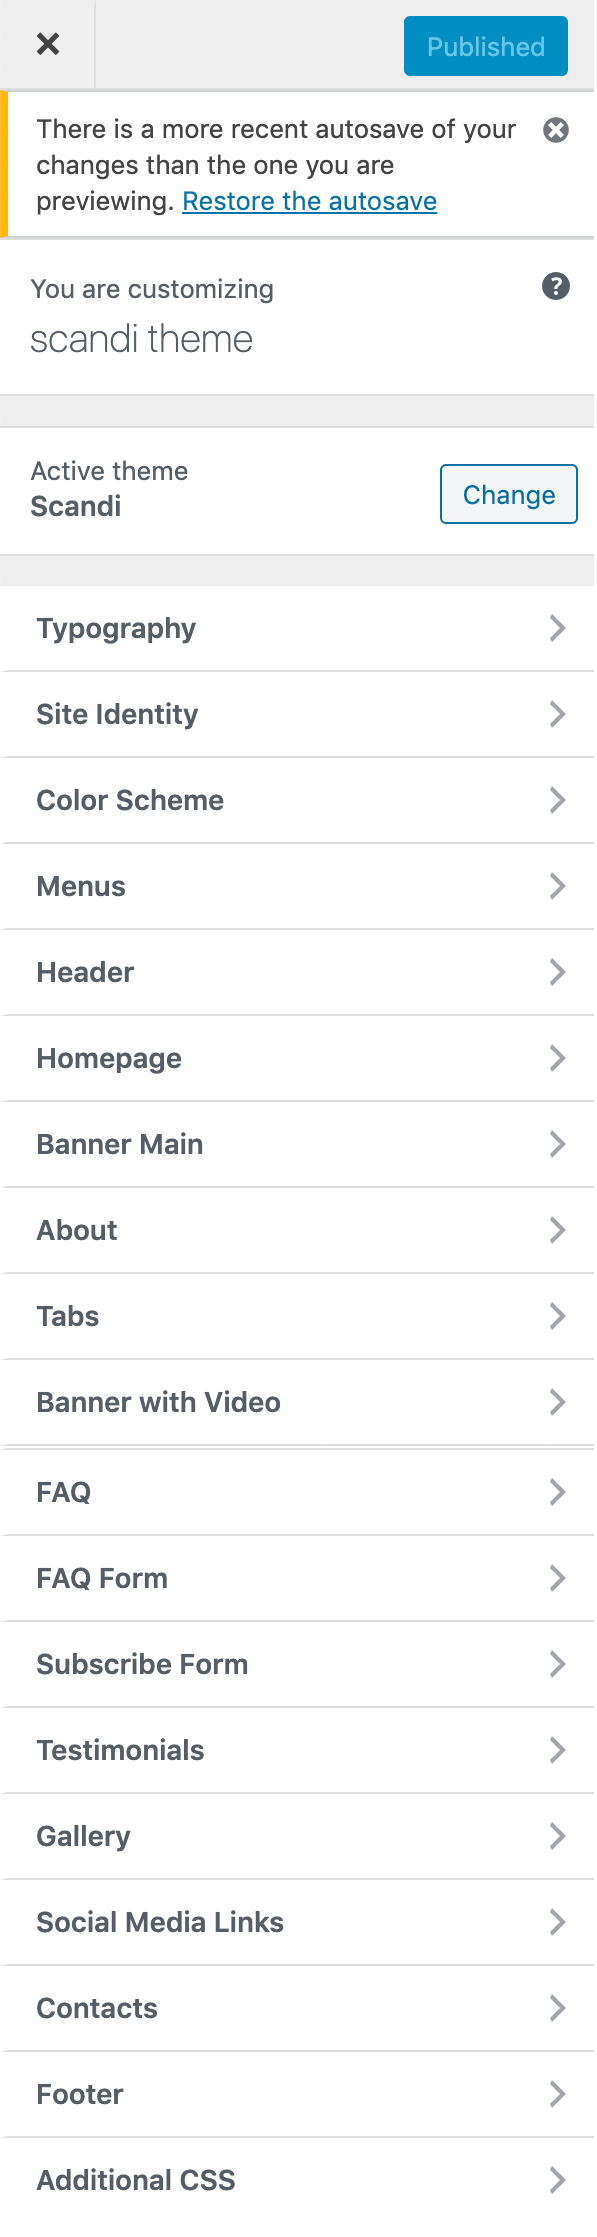 Published
There is a more recent autosave of your
changes than the one you are
previewing. Restore the autosave
You are customizing
scandi theme
Active theme
Scandi
Change
Typography
Site Identity
Color Scheme
Menus
Header
Homepage
Banner Main
About
Tabs
Banner with Video
FAQ
FAQ Form
Subscribe Form
Testimonials
Gallery
Social Media Links
Contacts
Footer
Additional CSS